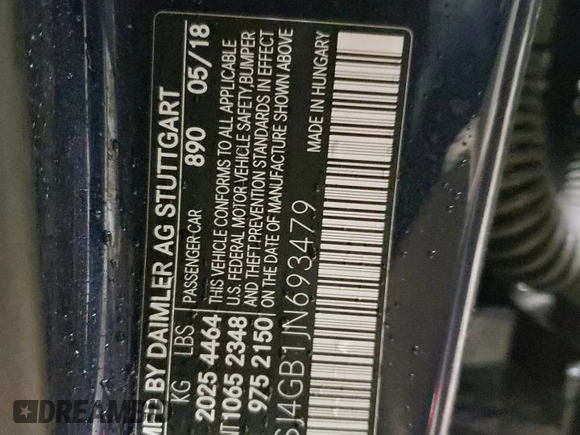 MFD BY DAIMLER AG STUTTGART
KG LBS PASSENGER CAR 890 05/18
2025 4464 THIS VEHICLE CONFORMS TO ALL APPLICABLE
1065 2348 U.S. FEDERAL MOTOR VEHICLE SAFETY, BUMPER
975 2150 AND THEFT PREVENTION STANDARDS IN EFFECT
ON THE DATE OF MANUFACTURE SHOWN ABOVE
MADE IN HUNGARY
SJ4GB1JN693479